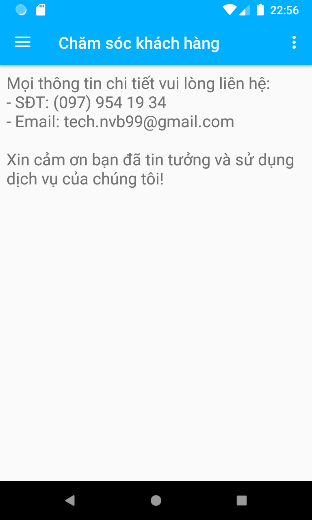 22:56
Chăm sóc khách hàng
Mọi thông tin chi tiết vui lòng liên hệ:
- SĐT: (097) 954 19 34
- Email: tech.nvb99@gmail.com
Xin cảm ơn bạn đã tin tưởng và sử dụng
dịch vụ của chúng tôi!